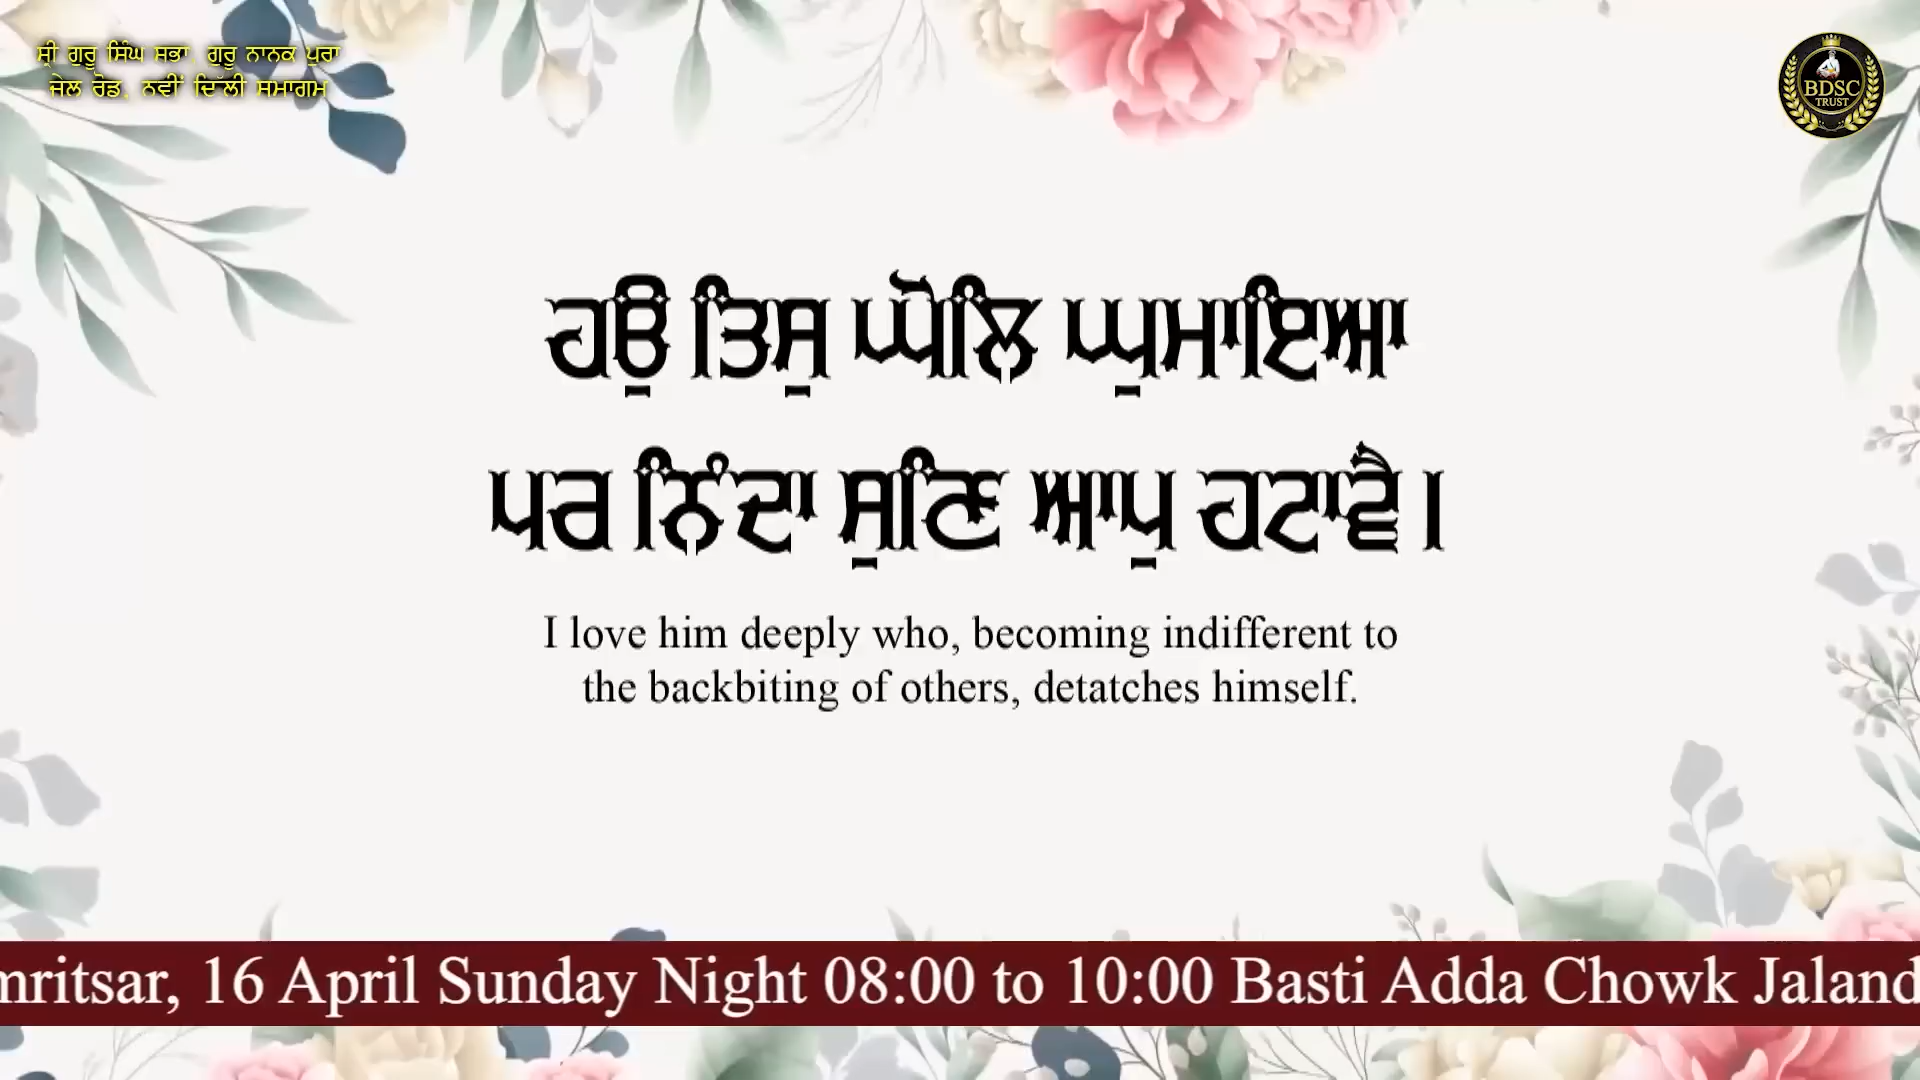 ਸ੍ਰੀ ਗੁਰੂ ਸਿੰਘ ਸਭਾ, ਗੁਰੂ ਨਾਨਕ ਪੁਰਾ
ਜੇਲ ਰੋਡ, ਨਵੀਂ ਦਿੱਲੀ ਸਮਾਗਮ
BDSC
TRUST
ਹਉ ਤਿਸੁ ਘੋਲਿ ਘੁਮਾਇਆ
ਪਰ ਨਿੰਦਾ ਸੁਣਿ ਆਪੁ ਹਟਾਵੈ।
I love him deeply who, becoming indifferent to
the backbiting of others, detatches himself.
mritsar, 16 April Sunday Night 08:00 to 10:00 Basti Adda Chowk Jaland